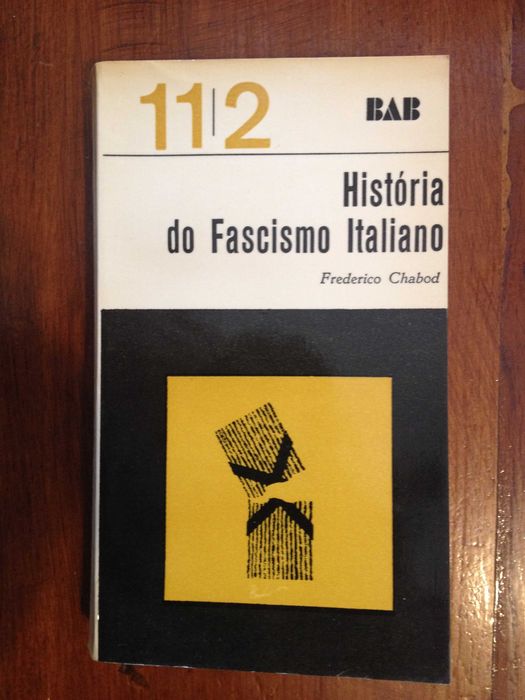 11|2
BAB
História
do Fascismo Italiano
Frederico Chabod